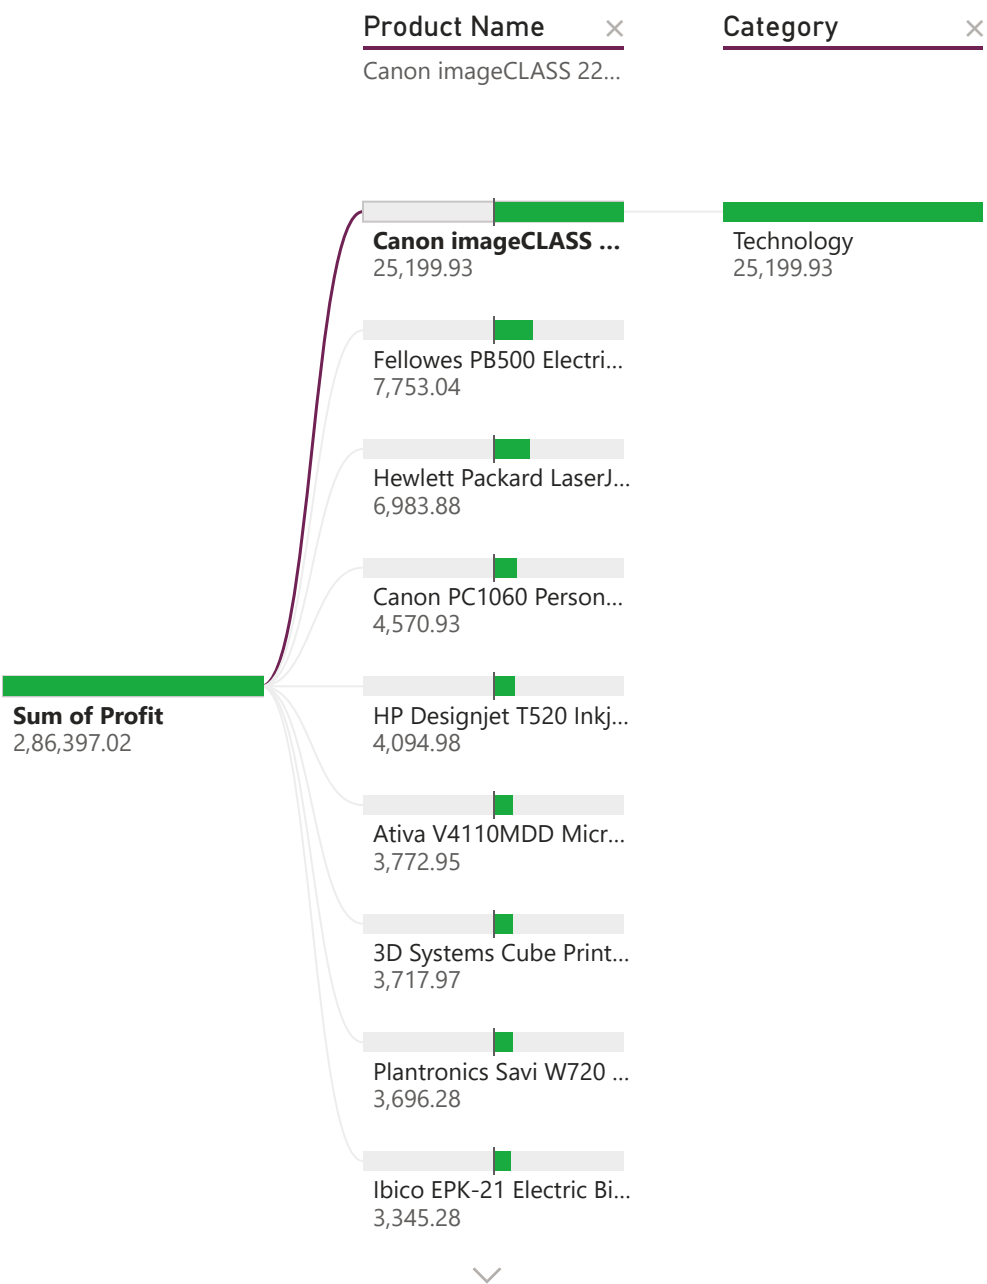 Product Name
Category
Canon imageCLASS 22...
Canon imageCLASS ...
25,199.93
Technology
25,199.93
Fellowes PB500 Electri...
7,753.04
Hewlett Packard LaserJ...
6,983.88
Canon PC1060 Person...
4,570.93
Sum of Profit
2,86,397.02
HP Designjet T520 Inkj...
4,094.98
Ativa V4110MDD Micr...
3,772.95
3D Systems Cube Print...
3,717.97
Plantronics Savi W720 ...
3,696.28
Ibico EPK-21 Electric Bi...
3,345.28